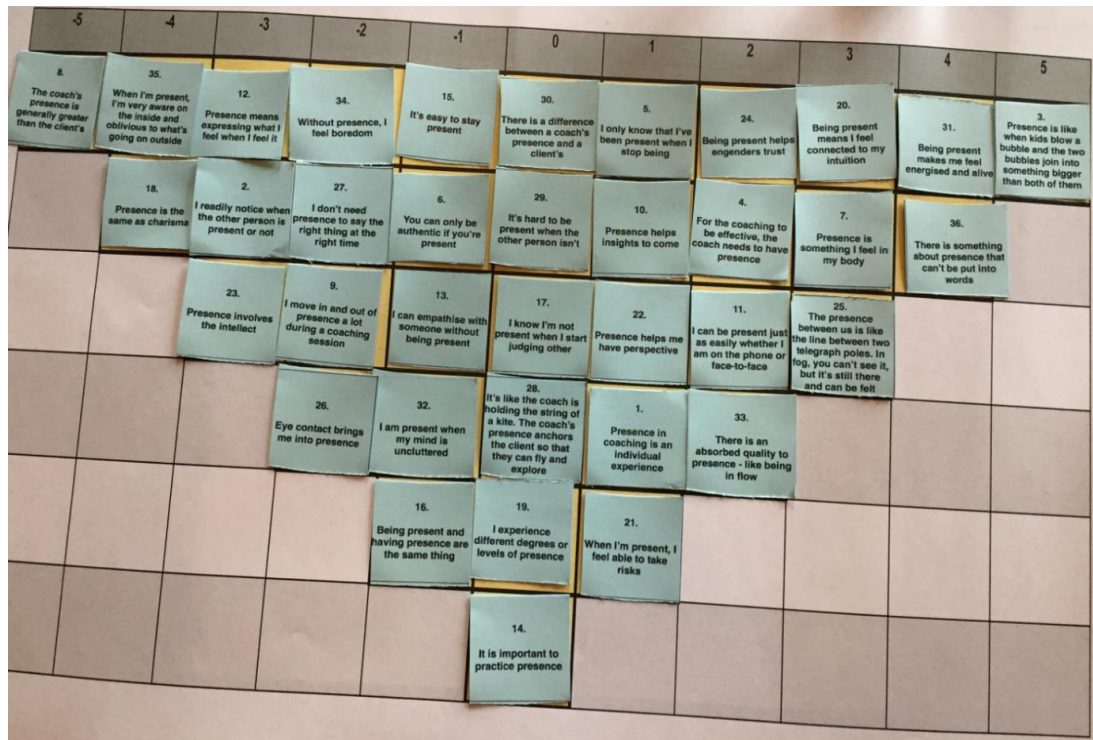 -5 -4 -3 -2 -1 0 1 2 3 4 5
8.
The coach's
presence is
generally greater
than the client's
35.
When I'm present,
I'm very aware on
the inside and
oblivious to what's
going on outside
12.
Presence means
expressing what I
feel when I feel it
34.
Without presence, I
feel boredom
15.
It's easy to stay
present
30.
There is a difference
between a coach's
presence and a
client's
5.
I only know that I've
been present when I
stop being
24.
Being present helps
engenders trust
20.
Being present
means I feel
connected to my
intuition
31.
Being present
makes me feel
energised and alive
3.
Presence is like
when kids blow a
bubble and the two
bubbles join into
something bigger
than both of them
18.
Presence is the
same as charisma
2.
I readily notice when
the other person is
present or not
27.
I don't need
presence to say the
right thing at the
right time
6.
You can only be
authentic if you're
present
29.
It's hard to be
present when the
other person isn't
10.
Presence helps
insights to come
4.
For the coaching to
be effective, the
coach needs to have
presence
7.
Presence is
something I feel in
my body
36.
There is something
about presence that
can't be put into
words
23.
Presence involves
the intellect
9.
I move in and out of
presence a lot
during a coaching
session
13.
I can empathise with
someone without
being present
17.
I know I'm not
present when I start
judging other
22.
Presence helps me
have perspective
11.
I can be present just
as easily whether I
am on the phone or
face-to-face
25.
The presence
between us is like
the line between two
telegraph poles. In
fog, you can't see it,
but it's still there
and can be felt
26.
Eye contact brings
me into presence
32.
I am present when
my mind is
uncluttered
28.
It's like the coach is
holding the string of
a kite. The coach's
presence anchors
the client so that
they can fly and
explore
1.
Presence in
coaching is an
individual
experience
33.
There is an
absorbed quality to
presence - like being
in flow
16.
Being present and
having presence are
the same thing
19.
I experience
different degrees or
levels of presence
21.
When I'm present, I
feel able to take
risks
14.
It is important to
practice presence